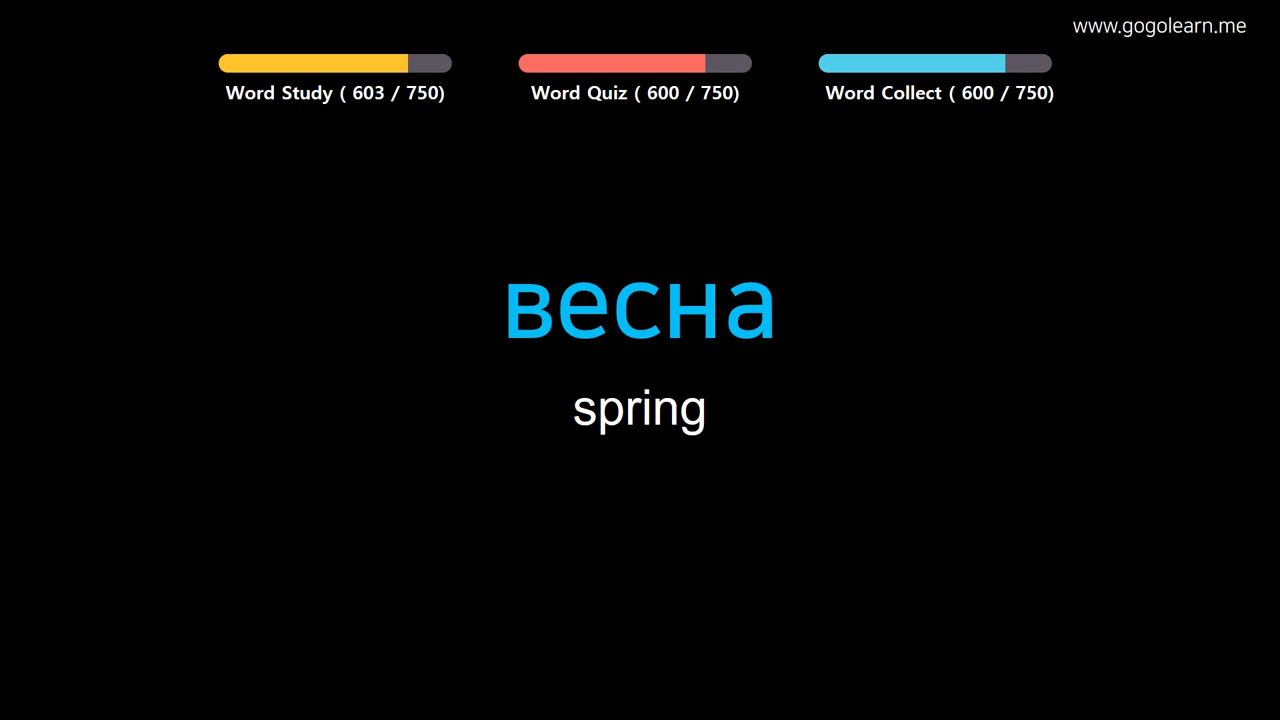 www.gogolearn.me
Word Study ( 603 / 750)
Word Quiz ( 600 / 750)
Word Collect ( 600 / 750)
весна
spring